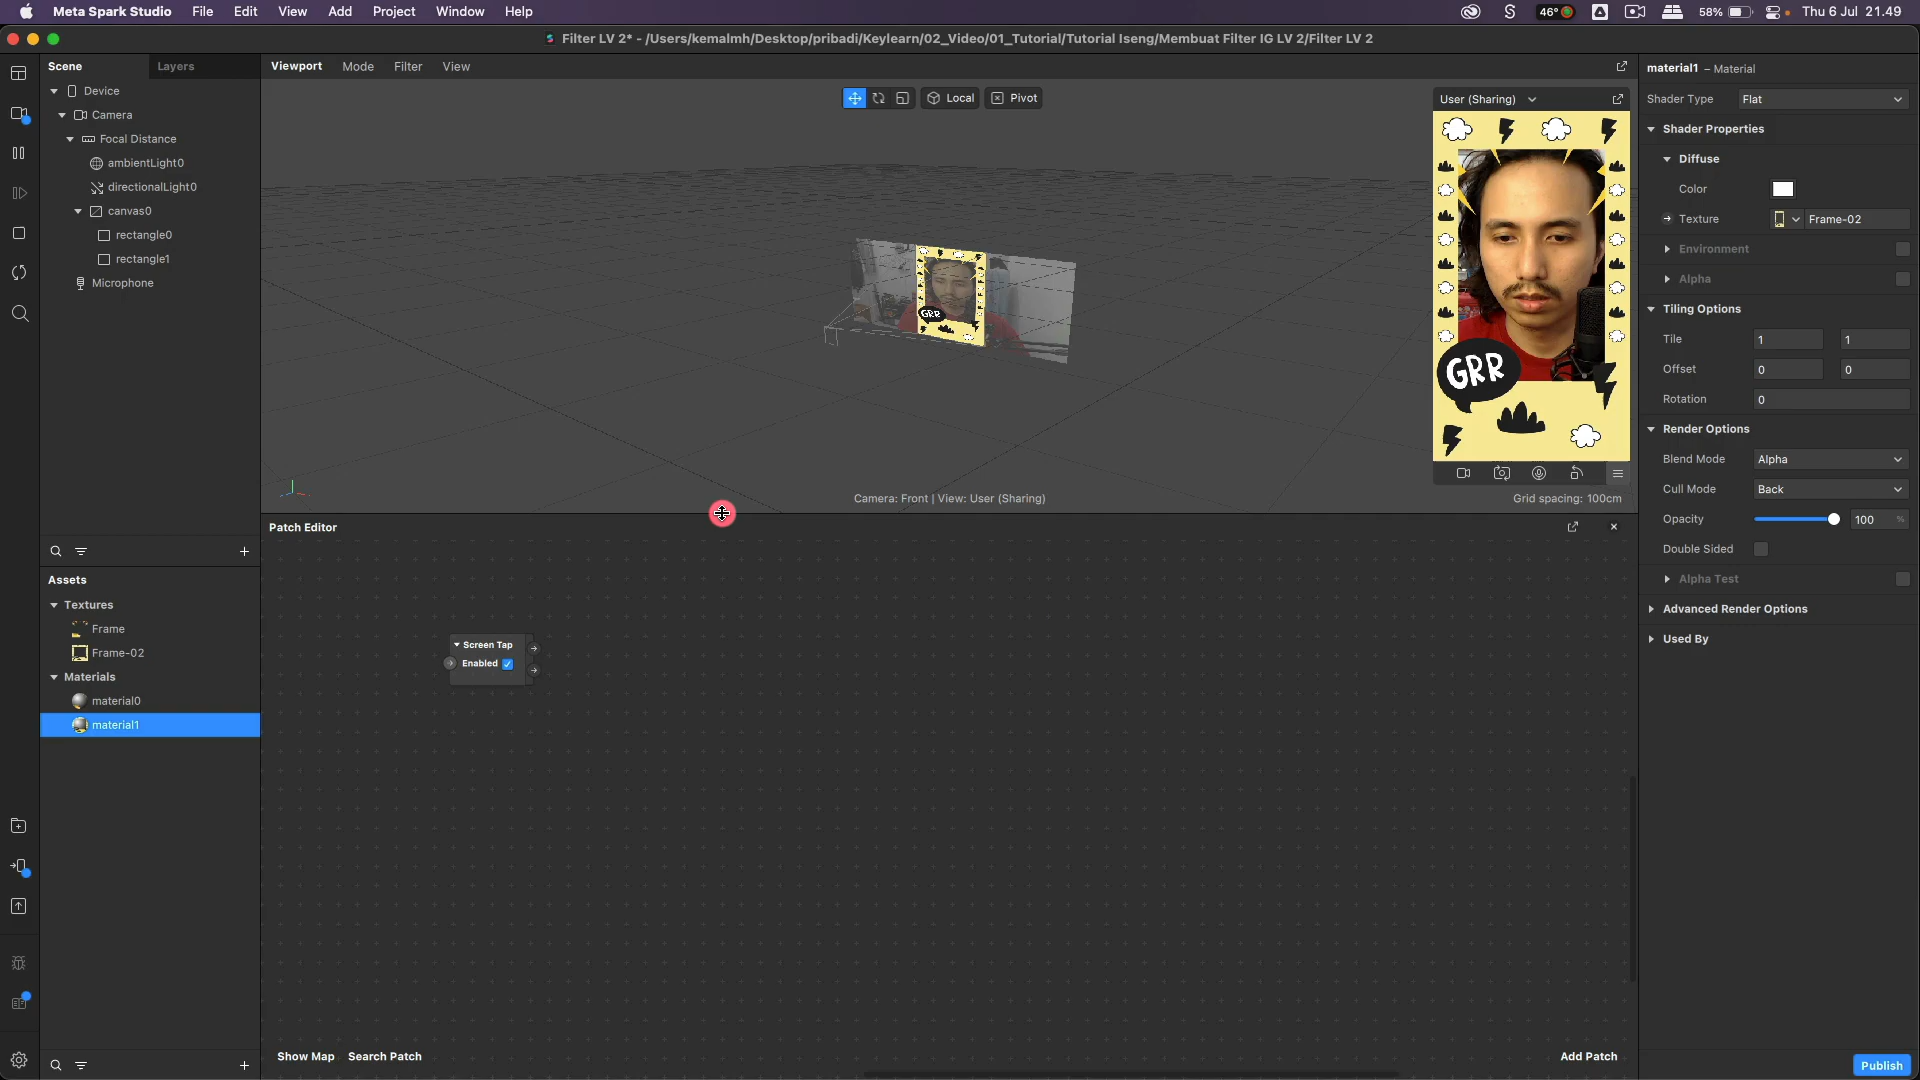 Meta Spark Studio File Edit View Add Project Window Help
46°
58%
Thu 6 Jul 21.49
Filter LV 2* - /Users/kemalmh/Desktop/pribadi/Keylearn/02_Video/01_Tutorial/Tutorial Iseng/Membuat Filter IG LV 2/Filter LV 2
Scene
Layers
Device
Camera
Focal Distance
ambientLight0
directionalLight0
canvas0
rectangle0
rectangle1
Microphone
Assets
Textures
Frame
Frame-02
Materials
material0
material1
Viewport
Mode
Filter
View
Local
Pivot
GRR
Camera: Front | View: User (Sharing)
Grid spacing: 100cm
User (Sharing)
GRR
Patch Editor
Screen Tap
Enabled
Show Map
Search Patch
Add Patch
material1 – Material
Shader Type
Flat
Shader Properties
Diffuse
Color
Texture
Frame-02
Environment
Alpha
Tiling Options
Tile
1
1
Offset
0
0
Rotation
0
Render Options
Blend Mode
Alpha
Cull Mode
Back
Opacity
100
%
Double Sided
Alpha Test
Advanced Render Options
Used By
Publish